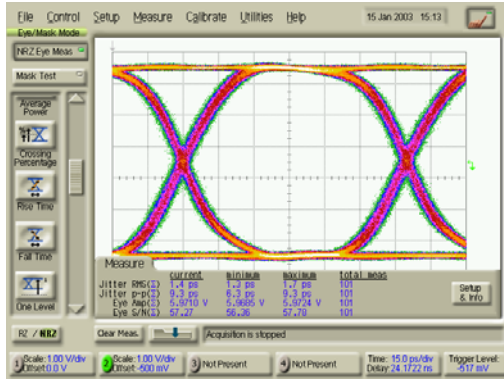 File Control Setup Measure Calibrate Utilities Help 15 Jan 2003 15:13
Eye/Mask Mode
NRZ Eye Meas
Mask Test
Average
Power
Crossing
Percentage
Rise Time
Fall Time
One Level
Measure
current minimum maximum total meas
Jitter RMS(Σ) 1.4 ps 1.3 ps 1.7 ps 101
Jitter p-p(Σ) 9.3 ps 6.3 ps 9.3 ps 101
Eye Amp(Σ) 5.9710 V 5.9685 V 5.9724 V 101
Eye S/N(Σ) 57.27 56.36 57.78 101
Setup
& Info
RZ / NRZ
Clear Meas.
Acquisition is stopped
1 Scale: 1.00 V/div
Offset: 0.0 V
2 Scale: 1.00 V/div
Offset: -500 mV
3 Not Present
4 Not Present
Time: 15.0 ps/div
Delay: 24.1722 ns
Trigger Level:
-517 mV